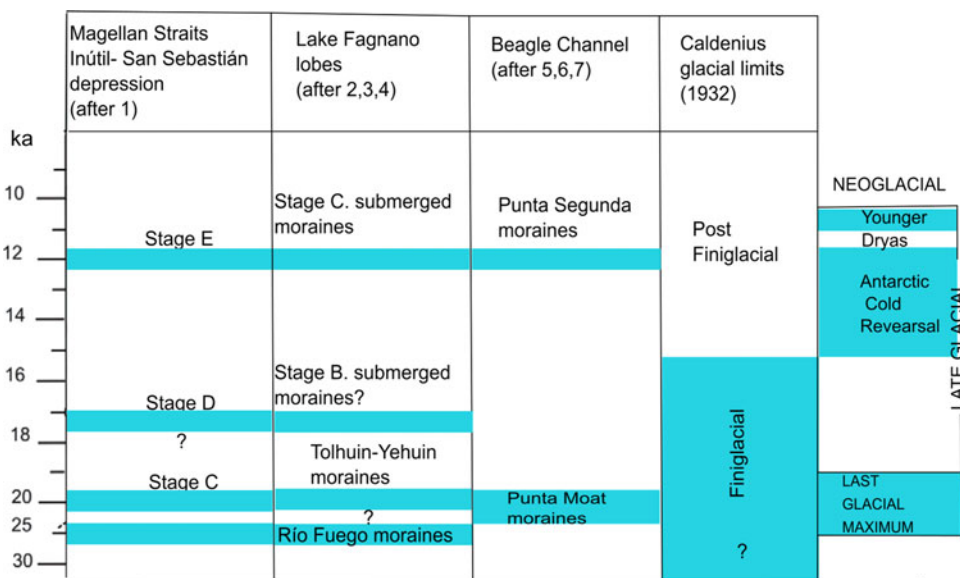 Magellan Straits
Inútil- San Sebastián
depression
(after 1)
Lake Fagnano
lobes
(after 2,3,4)
Beagle Channel
(after 5,6,7)
Caldenius
glacial limits
(1932)
ka
10
12
14
16
18
20
25
30
Stage E
Stage D
?
Stage C
Stage C. submerged
moraines
Stage B. submerged
moraines?
Tolhuin-Yehuin
moraines
?
Río Fuego moraines
Punta Segunda
moraines
Punta Moat
moraines
Post
Finiglacial
Finiglacial
?
NEOGLACIAL
Younger
Dryas
Antarctic
Cold
Revearsal
LATE GLACIAL
LAST
GLACIAL
MAXIMUM